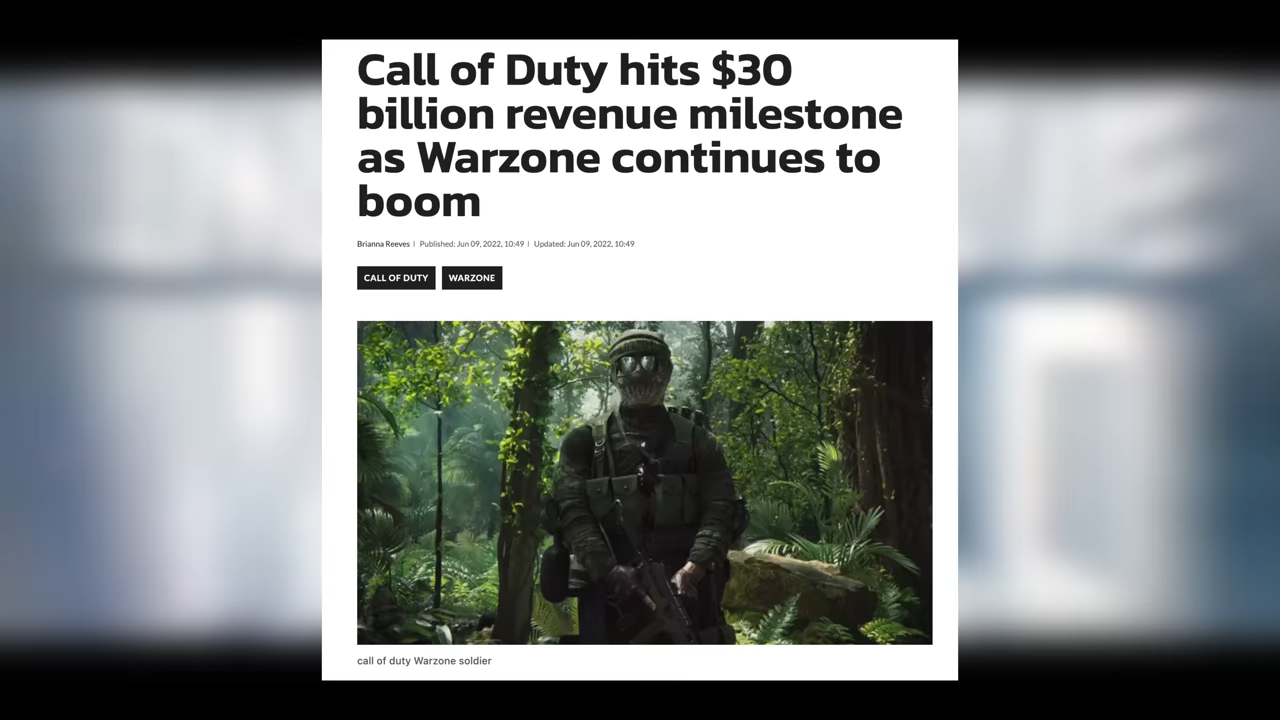 Call of Duty hits $30
billion revenue milestone
as Warzone continues to
boom
Brianna Reeves | Published: Jun 09, 2022, 10:49 | Updated: Jun 09, 2022, 10:49
CALL OF DUTY WARZONE
call of duty Warzone soldier